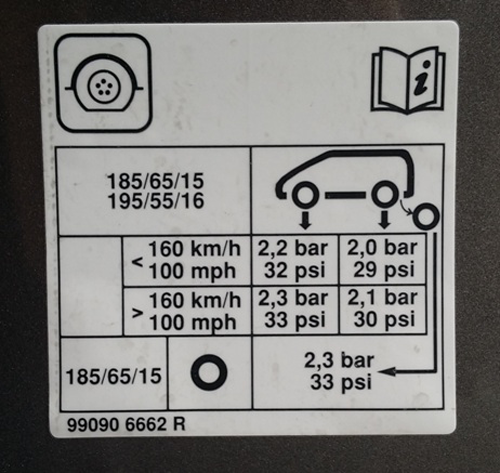 i
185/65/15
195/55/16
< 160 km/h 2,2 bar 2,0 bar
100 mph 32 psi 29 psi
> 160 km/h 2,3 bar 2,1 bar
100 mph 33 psi 30 psi
185/65/15 2,3 bar
33 psi
99090 6662 R